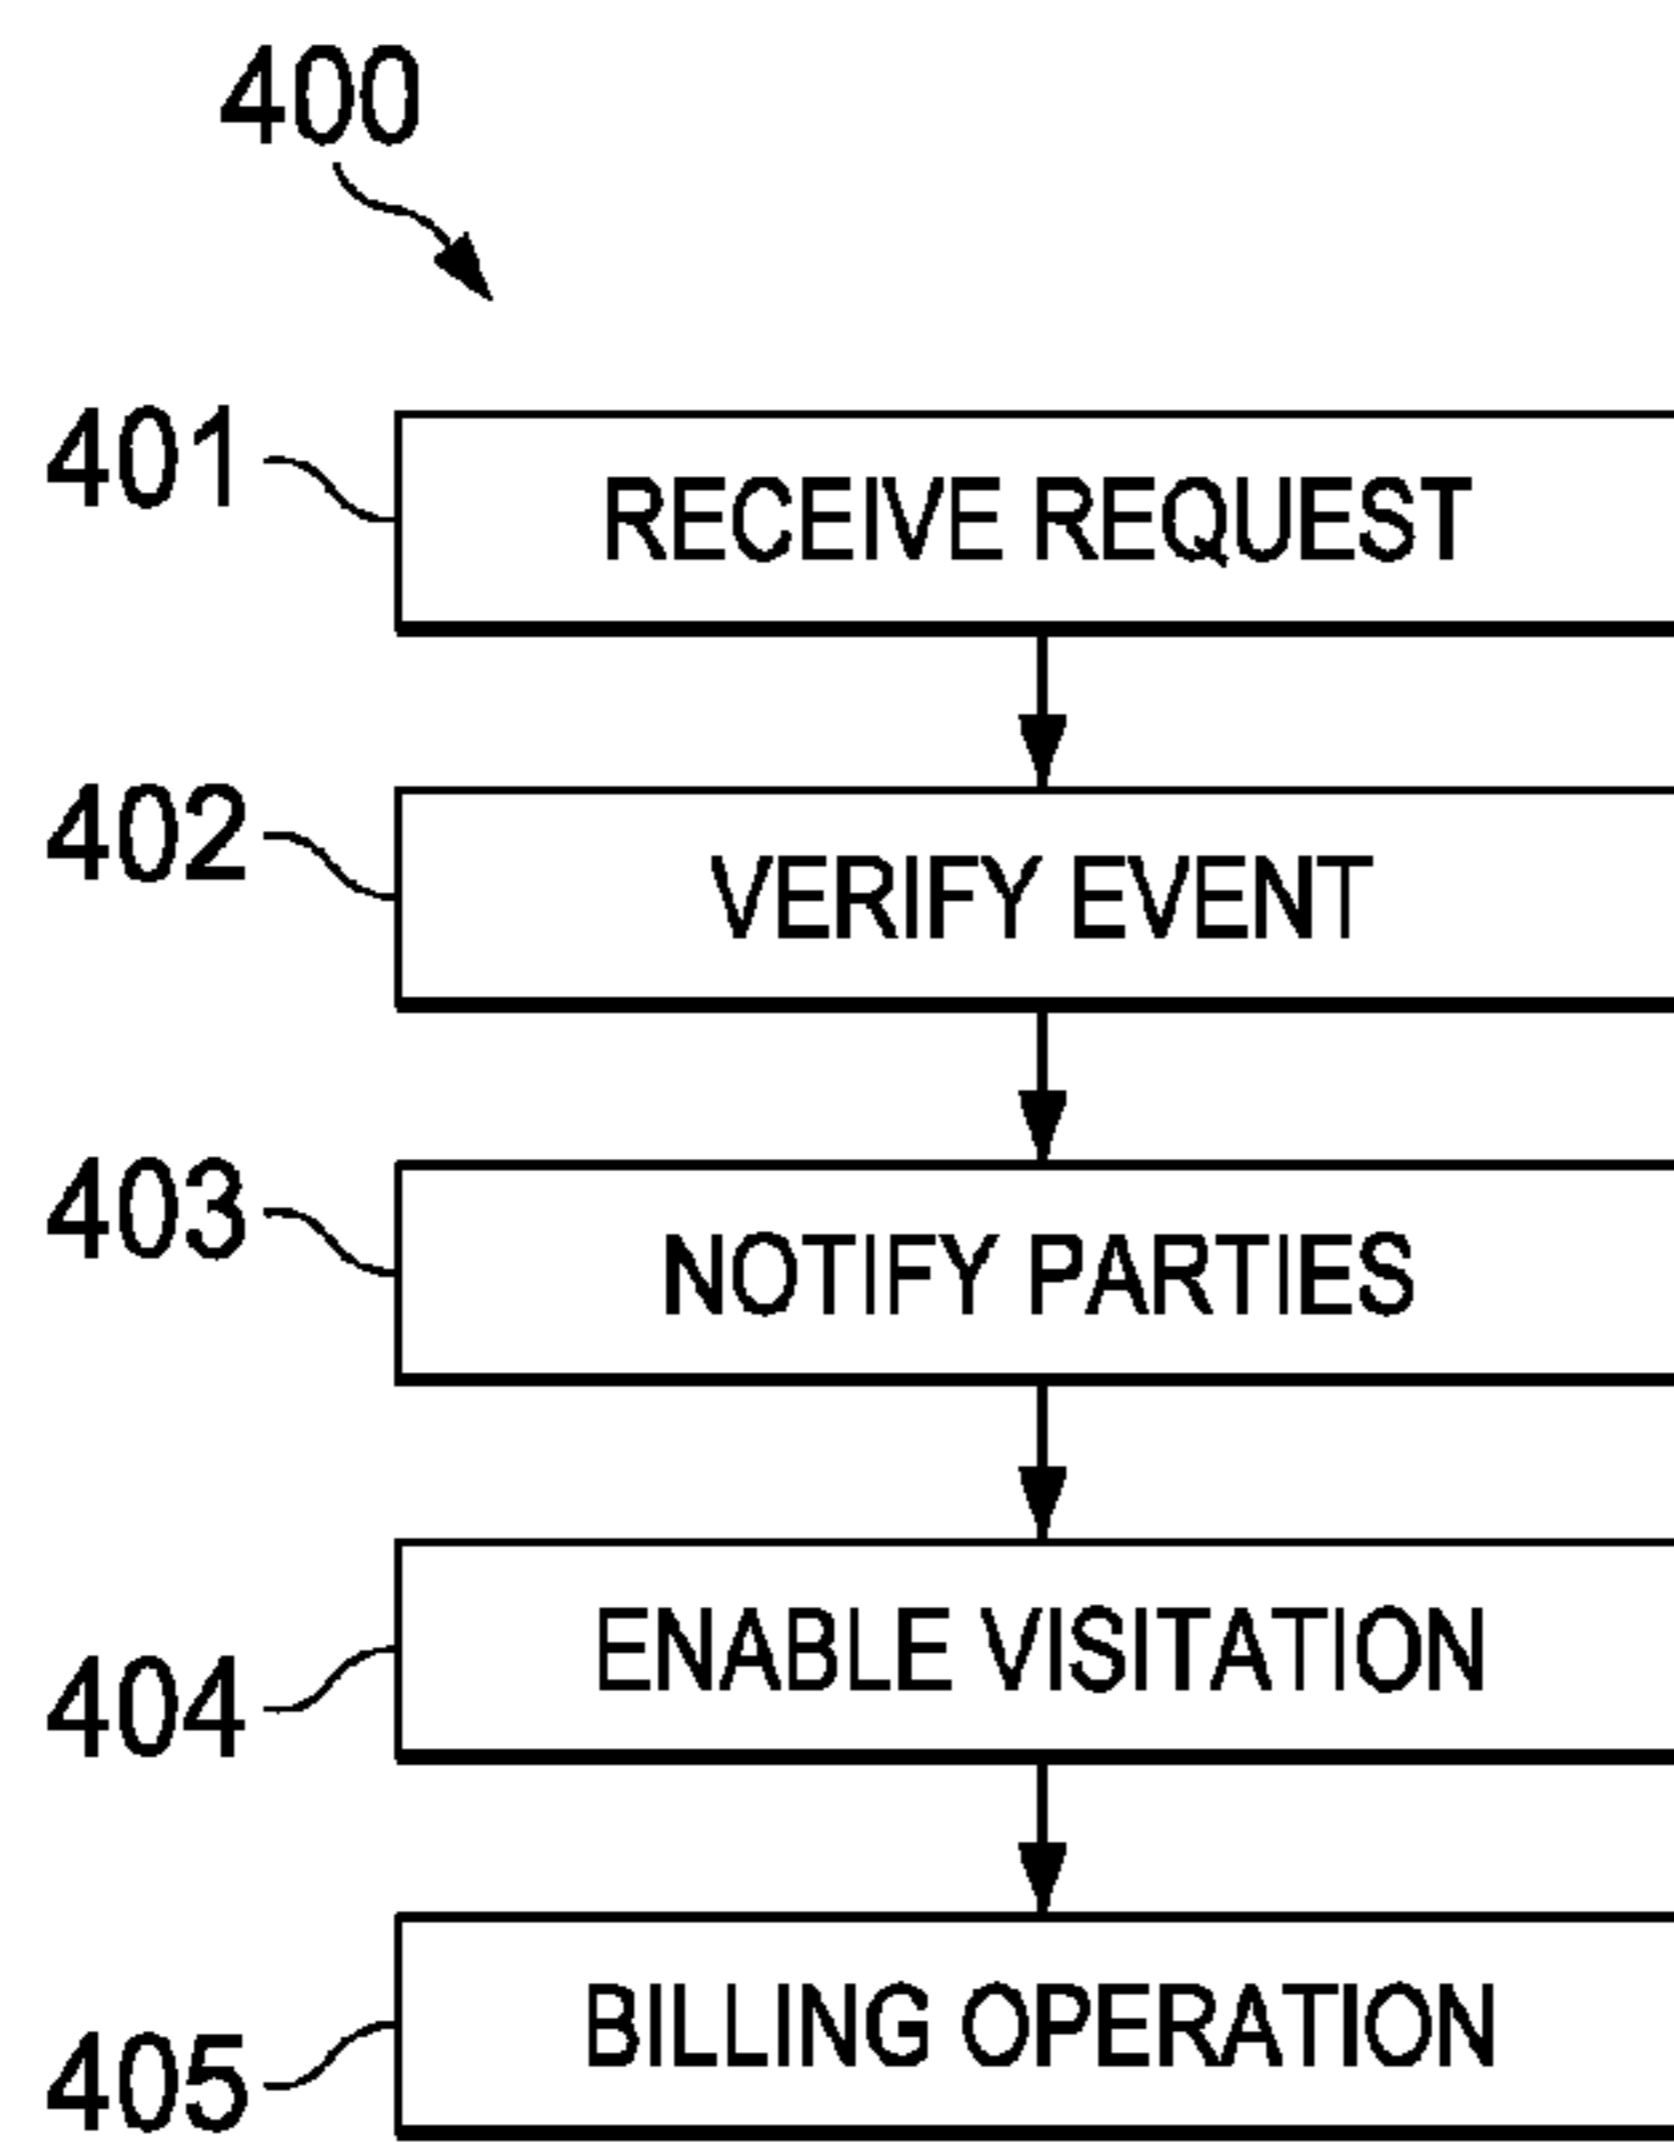 400
401 RECEIVE REQUEST
402 VERIFY EVENT
403 NOTIFY PARTIES
404 ENABLE VISITATION
405 BILLING OPERATION